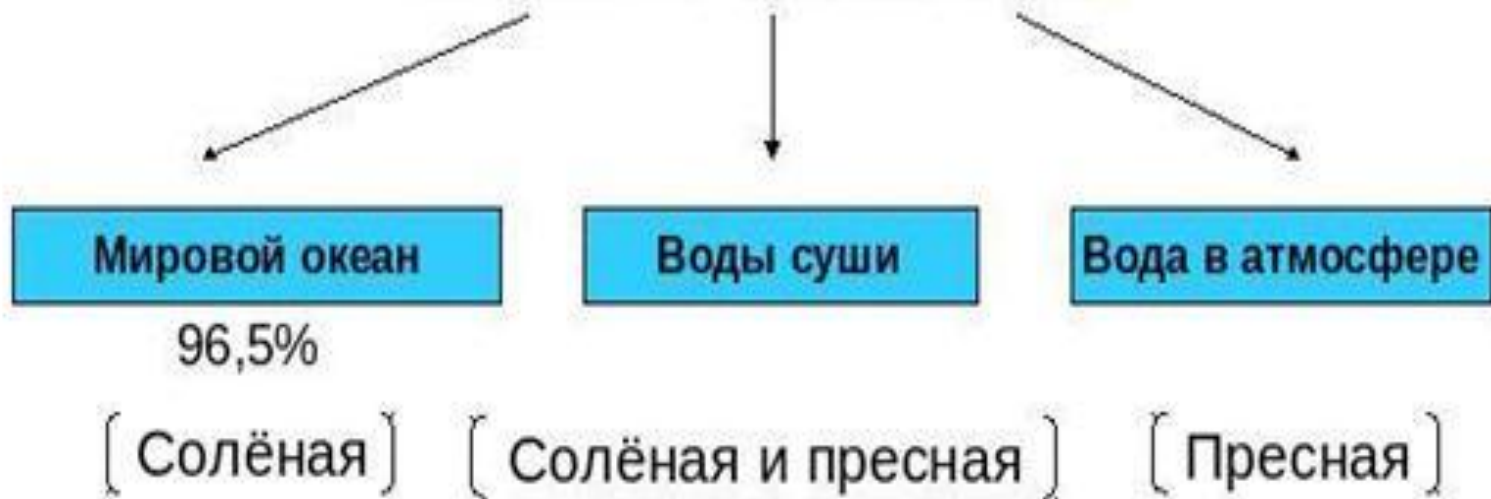 Мировой океан
Воды суши
Вода в атмосфере
96,5%
Солёная
Солёная и пресная
Пресная